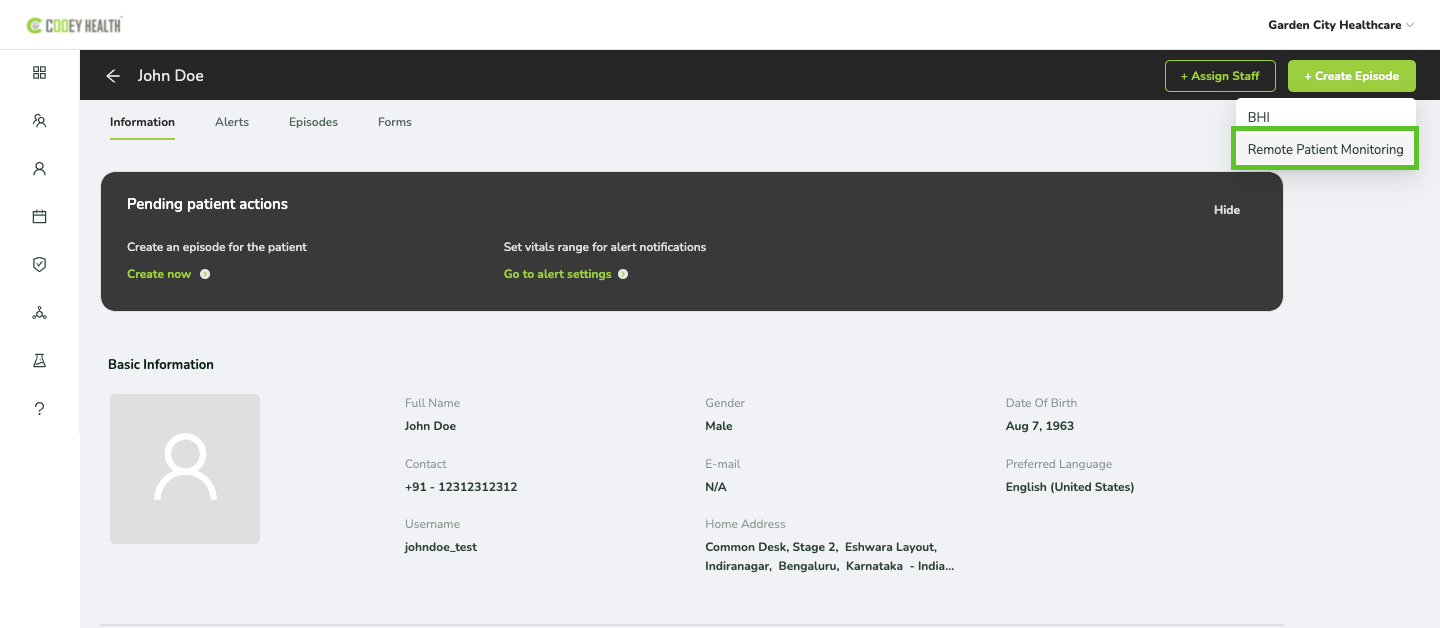 COOEY HEALTH
Garden City Healthcare
John Doe
+ Assign Staff
+ Create Episode
BHI
Remote Patient Monitoring
Information
Alerts
Episodes
Forms
Pending patient actions
Hide
Create an episode for the patient
Create now
Set vitals range for alert notifications
Go to alert settings
Basic Information
Full Name
John Doe
Gender
Male
Date Of Birth
Aug 7, 1963
Contact
+91 - 12312312312
E-mail
N/A
Preferred Language
English (United States)
Username
johndoe_test
Home Address
Common Desk, Stage 2,  Eshwara Layout,
Indiranagar,  Bengaluru,  Karnataka  - India...